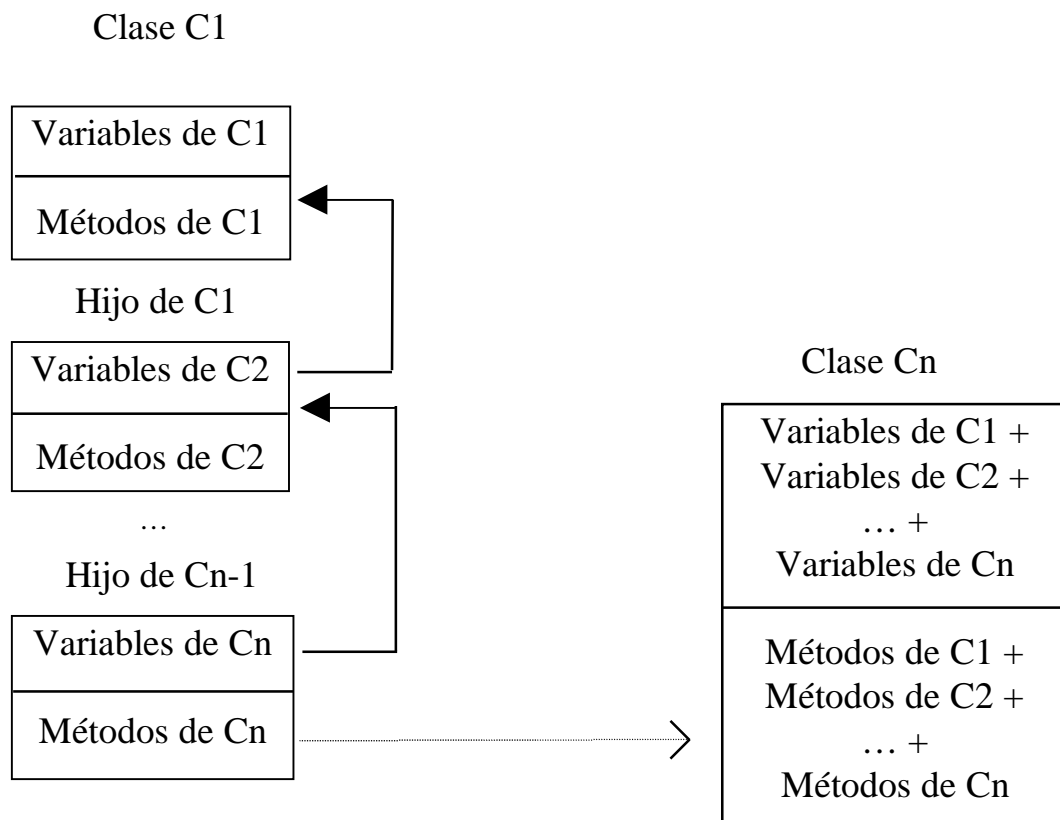 Clase C1
Variables de C1
Métodos de C1
Hijo de C1
Variables de C2
Métodos de C2
…
Hijo de Cn-1
Variables de Cn
Métodos de Cn
Clase Cn
Variables de C1 +
Variables de C2 +
… +
Variables de Cn
Métodos de C1 +
Métodos de C2 +
… +
Métodos de Cn